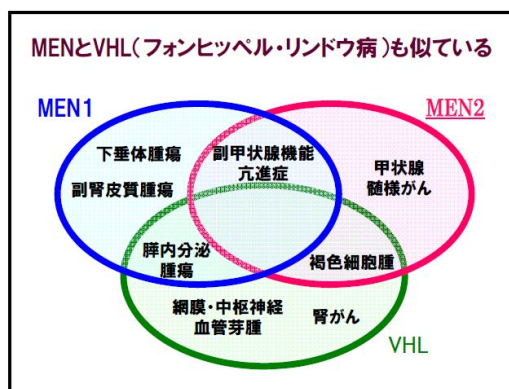 MENとVHL(フォンヒッペル・リンドウ病)も似ている
MEN1
MEN2
下垂体腫瘍
副腎皮質腫瘍
副甲状腺機能
亢進症
甲状腺
髄様がん
膵内分泌
腫瘍
褐色細胞腫
網膜・中枢神経
血管芽腫
腎がん
VHL